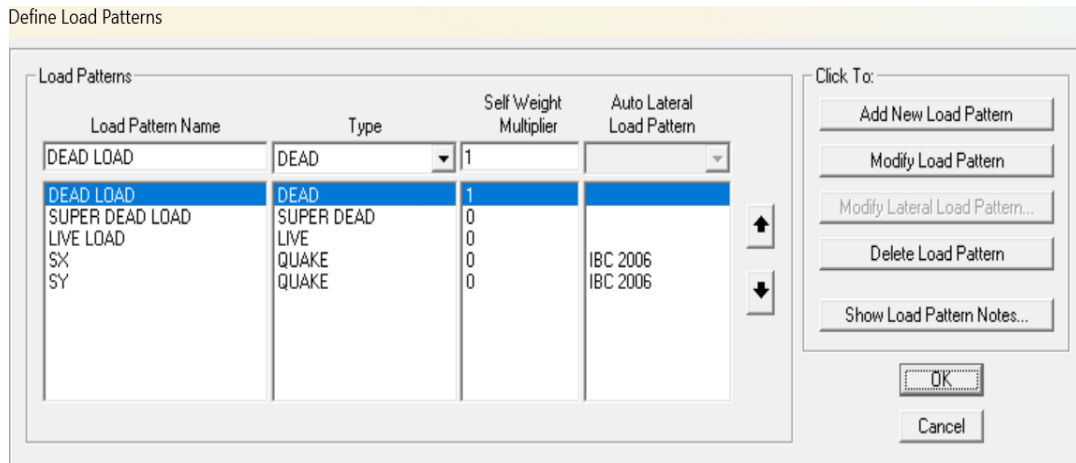 Define Load Patterns
Load Patterns
Click To:
Self Weight Auto Lateral
Load Pattern Name Type Multiplier Load Pattern
DEAD LOAD DEAD 1
DEAD LOAD DEAD 1
SUPER DEAD LOAD SUPER DEAD 0
LIVE LOAD LIVE 0
SX QUAKE 0 IBC 2006
SY QUAKE 0 IBC 2006
Add New Load Pattern
Modify Load Pattern
Modify Lateral Load Pattern...
Delete Load Pattern
Show Load Pattern Notes...
OK
Cancel